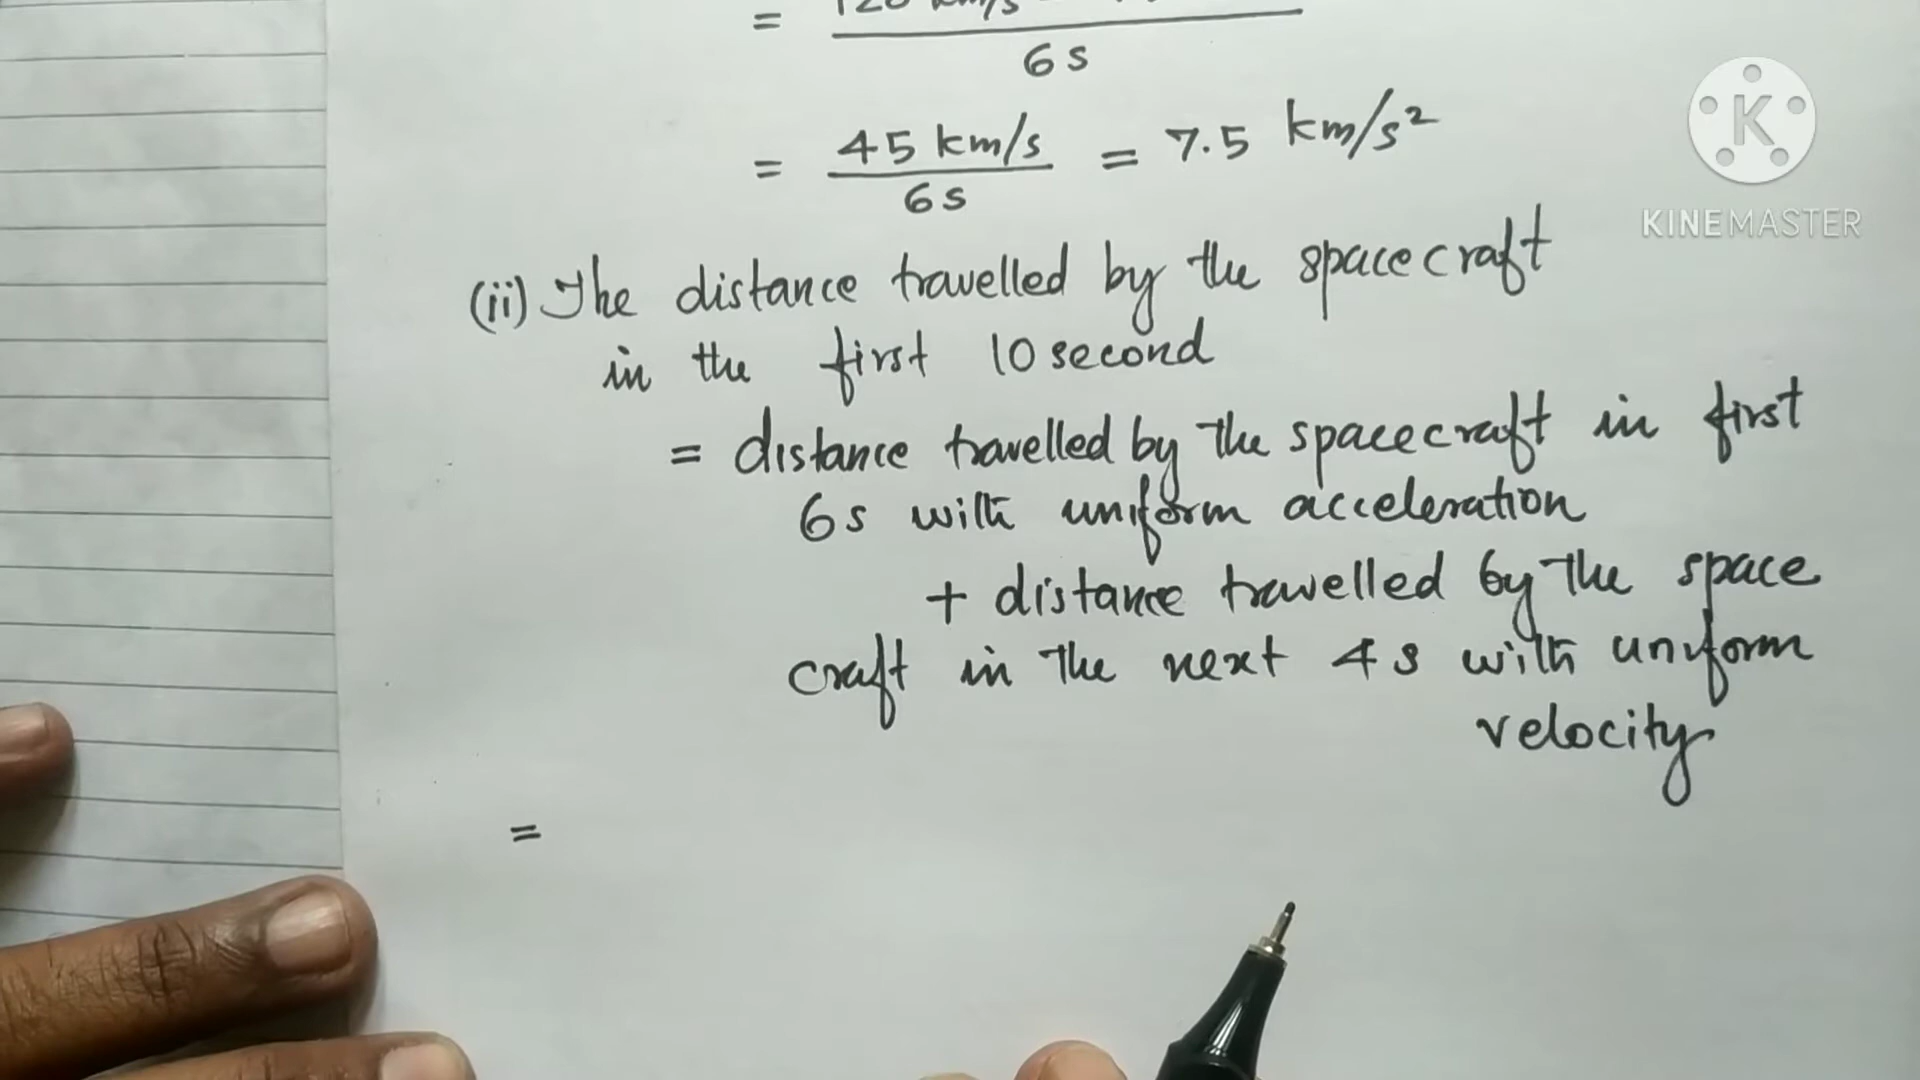 =
6 s
= 45 km/s = 7.5 km/s²
6s
K
KINEMASTER
(ii) The distance travelled by the spacecraft
in the first 10 second
= distance travelled by the spacecraft in first
6s with uniform acceleration
+ distance travelled by the space
craft in the next 4s with uniform
velocity
=